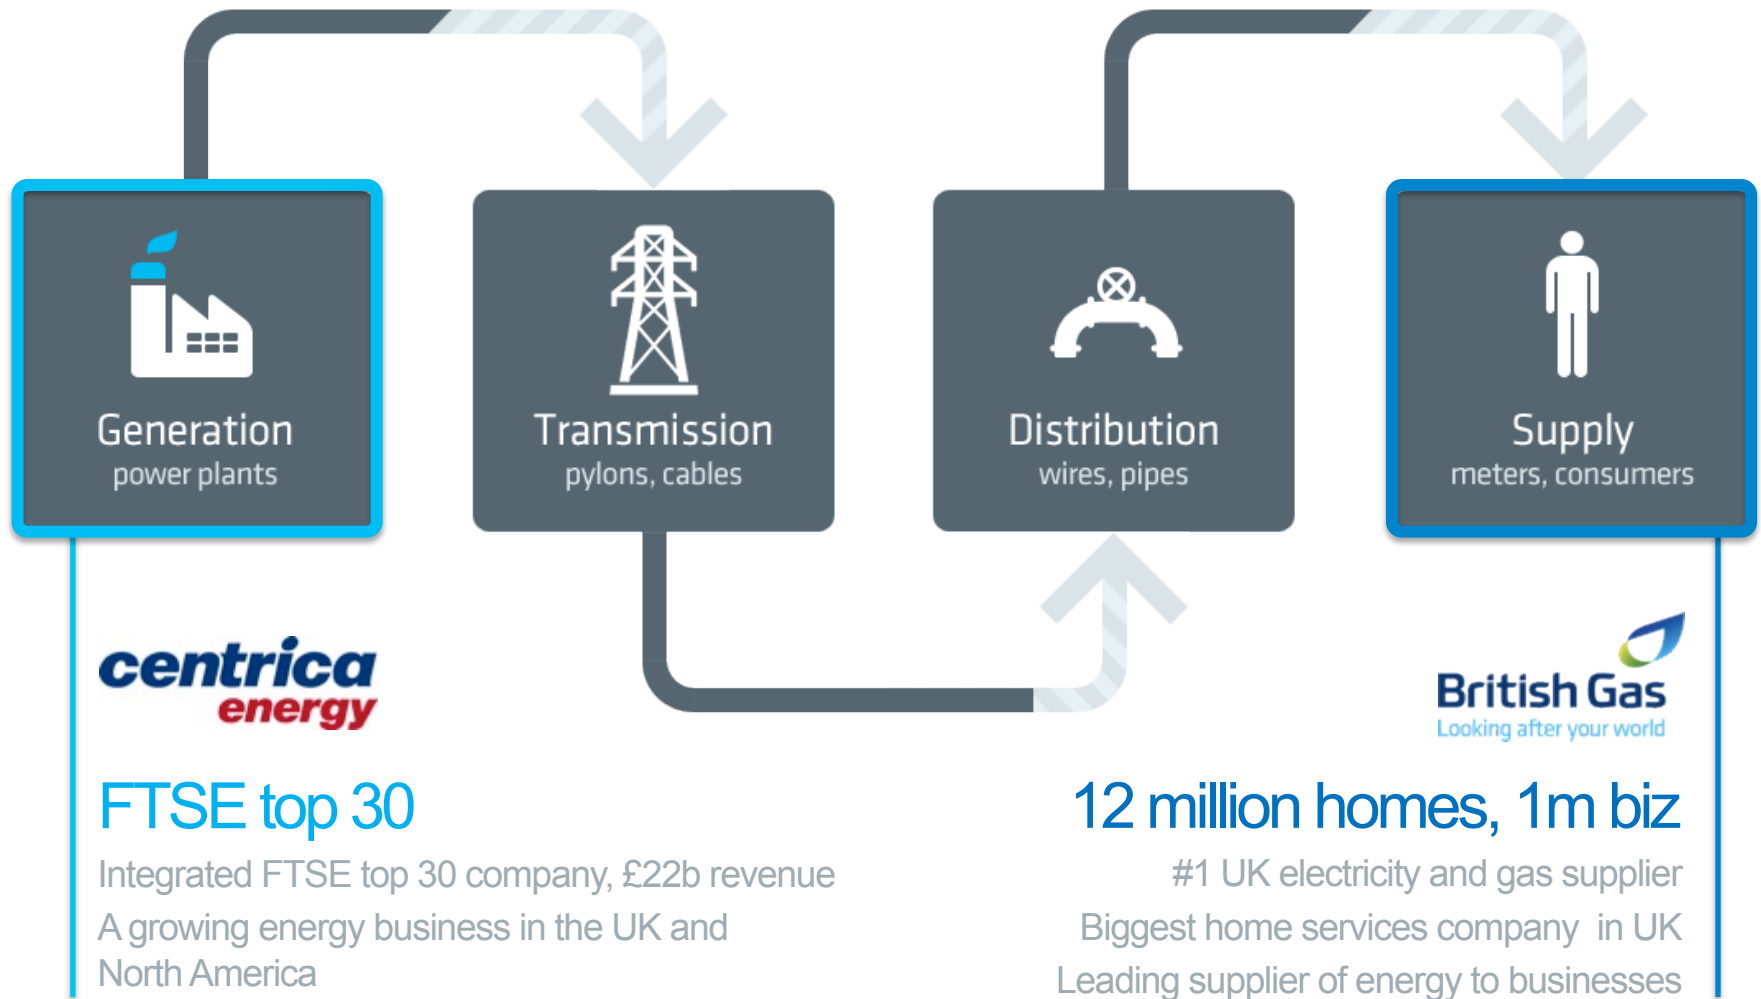 Generation
power plants
Transmission
pylons, cables
Distribution
wires, pipes
Supply
meters, consumers
centrica
energy
FTSE top 30
Integrated FTSE top 30 company, £22b revenue
A growing energy business in the UK and
North America
British Gas
Looking after your world
12 million homes, 1m biz
#1 UK electricity and gas supplier
Biggest home services company in UK
Leading supplier of energy to businesses